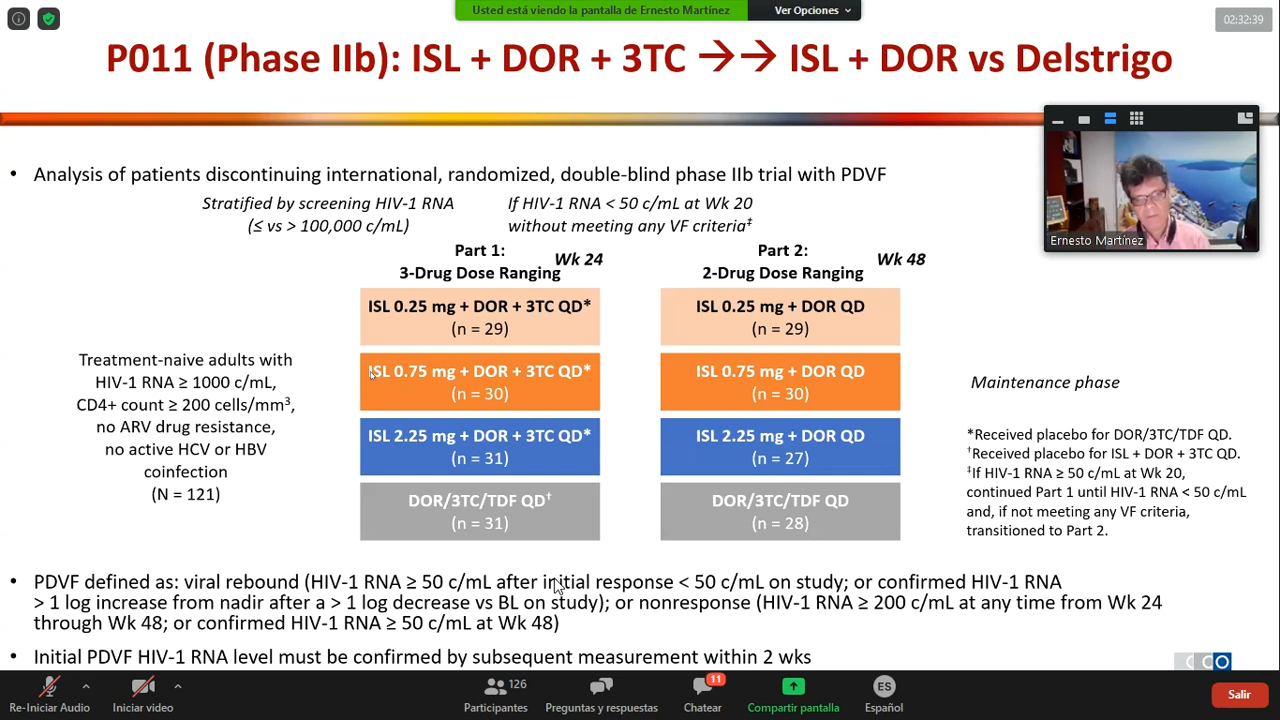 Usted está viendo la pantalla de Ernesto Martínez
Ver Opciones
02:32:39
P011 (Phase IIb): ISL + DOR + 3TC →→ ISL + DOR vs Delstrigo
Ernesto Martínez
• Analysis of patients discontinuing international, randomized, double-blind phase IIb trial with PDVF
Stratified by screening HIV-1 RNA
(≤ vs > 100,000 c/mL)
If HIV-1 RNA < 50 c/mL at Wk 20
without meeting any VF criteria‡
Part 1:
3-Drug Dose Ranging
Wk 24
Part 2:
2-Drug Dose Ranging
Wk 48
Treatment-naive adults with
HIV-1 RNA ≥ 1000 c/mL,
CD4+ count ≥ 200 cells/mm³,
no ARV drug resistance,
no active HCV or HBV
coinfection
(N = 121)
ISL 0.25 mg + DOR + 3TC QD*
(n = 29)
ISL 0.75 mg + DOR + 3TC QD*
(n = 30)
ISL 2.25 mg + DOR + 3TC QD*
(n = 31)
DOR/3TC/TDF QD†
(n = 31)
ISL 0.25 mg + DOR QD
(n = 29)
ISL 0.75 mg + DOR QD
(n = 30)
ISL 2.25 mg + DOR QD
(n = 27)
DOR/3TC/TDF QD
(n = 28)
Maintenance phase
*Received placebo for DOR/3TC/TDF QD.
†Received placebo for ISL + DOR + 3TC QD.
‡If HIV-1 RNA ≥ 50 c/mL at Wk 20,
continued Part 1 until HIV-1 RNA < 50 c/mL
and, if not meeting any VF criteria,
transitioned to Part 2.
• PDVF defined as: viral rebound (HIV-1 RNA ≥ 50 c/mL after initial response < 50 c/mL on study; or confirmed HIV-1 RNA
> 1 log increase from nadir after a > 1 log decrease vs BL on study); or nonresponse (HIV-1 RNA ≥ 200 c/mL at any time from Wk 24
through Wk 48; or confirmed HIV-1 RNA ≥ 50 c/mL at Wk 48)
• Initial PDVF HIV-1 RNA level must be confirmed by subsequent measurement within 2 wks
CCO
Re-Iniciar Audio
Iniciar video
126
Participantes
Preguntas y respuestas
11
Chatear
Compartir pantalla
ES
Español
Salir